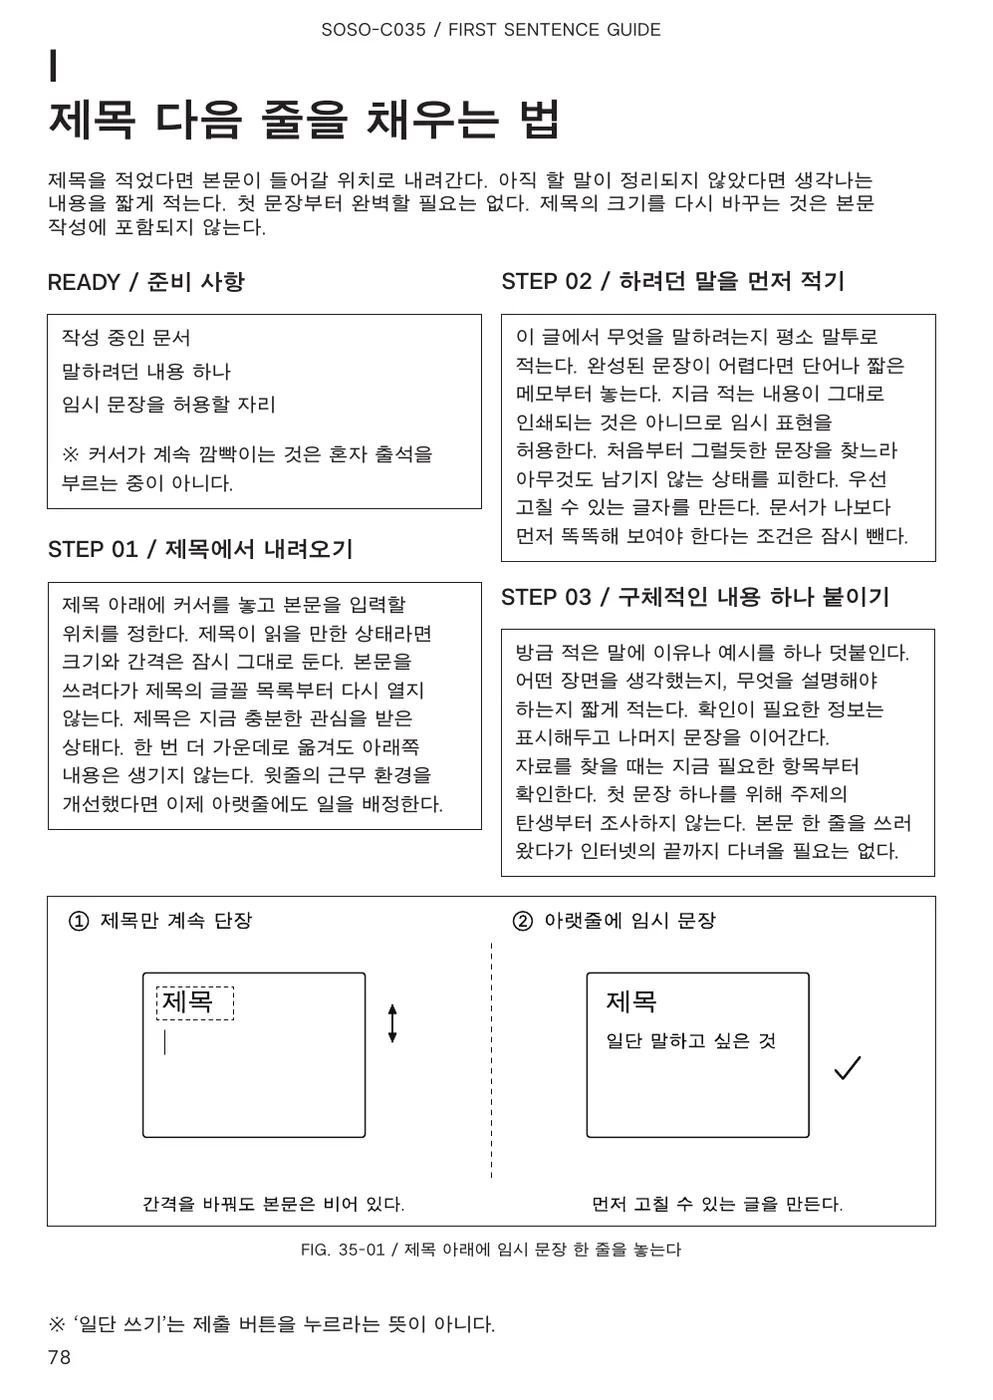 SOSO-C035 / FIRST SENTENCE GUIDE
제목 다음 줄을 채우는 법
제목을 적었다면 본문이 들어갈 위치로 내려간다. 아직 할 말이 정리되지 않았다면 생각나는
내용을 짧게 적는다. 첫 문장부터 완벽할 필요는 없다. 제목의 크기를 다시 바꾸는 것은 본문
작성에 포함되지 않는다.
READY / 준비 사항
작성 중인 문서
말하려던 내용 하나
임시 문장을 허용할 자리
※ 커서가 계속 깜빡이는 것은 혼자 출석을
부르는 중이 아니다.
STEP 01 / 제목에서 내려오기
제목 아래에 커서를 놓고 본문을 입력할
위치를 정한다. 제목이 읽을 만한 상태라면
크기와 간격은 잠시 그대로 둔다. 본문을
쓰려다가 제목의 글꼴 목록부터 다시 열지
않는다. 제목은 지금 충분한 관심을 받은
상태다. 한 번 더 가운데로 옮겨도 아래쪽
내용은 생기지 않는다. 윗줄의 근무 환경을
개선했다면 이제 아랫줄에도 일을 배정한다.
STEP 02 / 하려던 말을 먼저 적기
이 글에서 무엇을 말하려는지 평소 말투로
적는다. 완성된 문장이 어렵다면 단어나 짧은
메모부터 놓는다. 지금 적는 내용이 그대로
인쇄되는 것은 아니므로 임시 표현을
허용한다. 처음부터 그럴듯한 문장을 찾느라
아무것도 남기지 않는 상태를 피한다. 우선
고칠 수 있는 글자를 만든다. 문서가 나보다
먼저 똑똑해 보여야 한다는 조건은 잠시 뺀다.
STEP 03 / 구체적인 내용 하나 붙이기
방금 적은 말에 이유나 예시를 하나 덧붙인다.
어떤 장면을 생각했는지, 무엇을 설명해야
하는지 짧게 적는다. 확인이 필요한 정보는
표시해두고 나머지 문장을 이어간다.
자료를 찾을 때는 지금 필요한 항목부터
확인한다. 첫 문장 하나를 위해 주제의
탄생부터 조사하지 않는다. 본문 한 줄을 쓰러
왔다가 인터넷의 끝까지 다녀올 필요는 없다.
① 제목만 계속 단장
제목
간격을 바꿔도 본문은 비어 있다.
② 아랫줄에 임시 문장
제목
일단 말하고 싶은 것
먼저 고칠 수 있는 글을 만든다.
FIG. 35-01 / 제목 아래에 임시 문장 한 줄을 놓는다
※ ‘일단 쓰기’는 제출 버튼을 누르라는 뜻이 아니다.
78